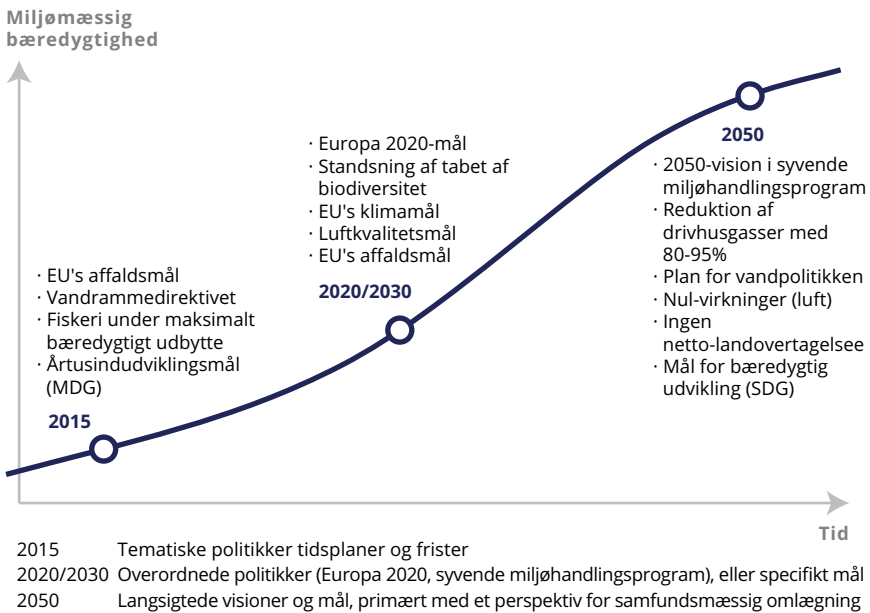 Miljømæssig
bæredygtighed
· EU's affaldsmål
· Vandrammedirektivet
· Fiskeri under maksimalt
bæredygtigt udbytte
· Årtusindudviklingsmål
(MDG)
2015
· Europa 2020-mål
· Standsning af tabet af
biodiversitet
· EU's klimamål
· Luftkvalitetsmål
· EU's affaldsmål
2020/2030
2050
· 2050-vision i syvende
miljøhandlingsprogram
· Reduktion af
drivhusgasser med
80-95%
· Plan for vandpolitikken
· Nul-virkninger (luft)
· Ingen
netto-landovertagelsee
· Mål for bæredygtig
udvikling (SDG)
Tid
2015 Tematiske politikker tidsplaner og frister
2020/2030 Overordnede politikker (Europa 2020, syvende miljøhandlingsprogram), eller specifikt mål
2050 Langsigtede visioner og mål, primært med et perspektiv for samfundsmæssig omlægning